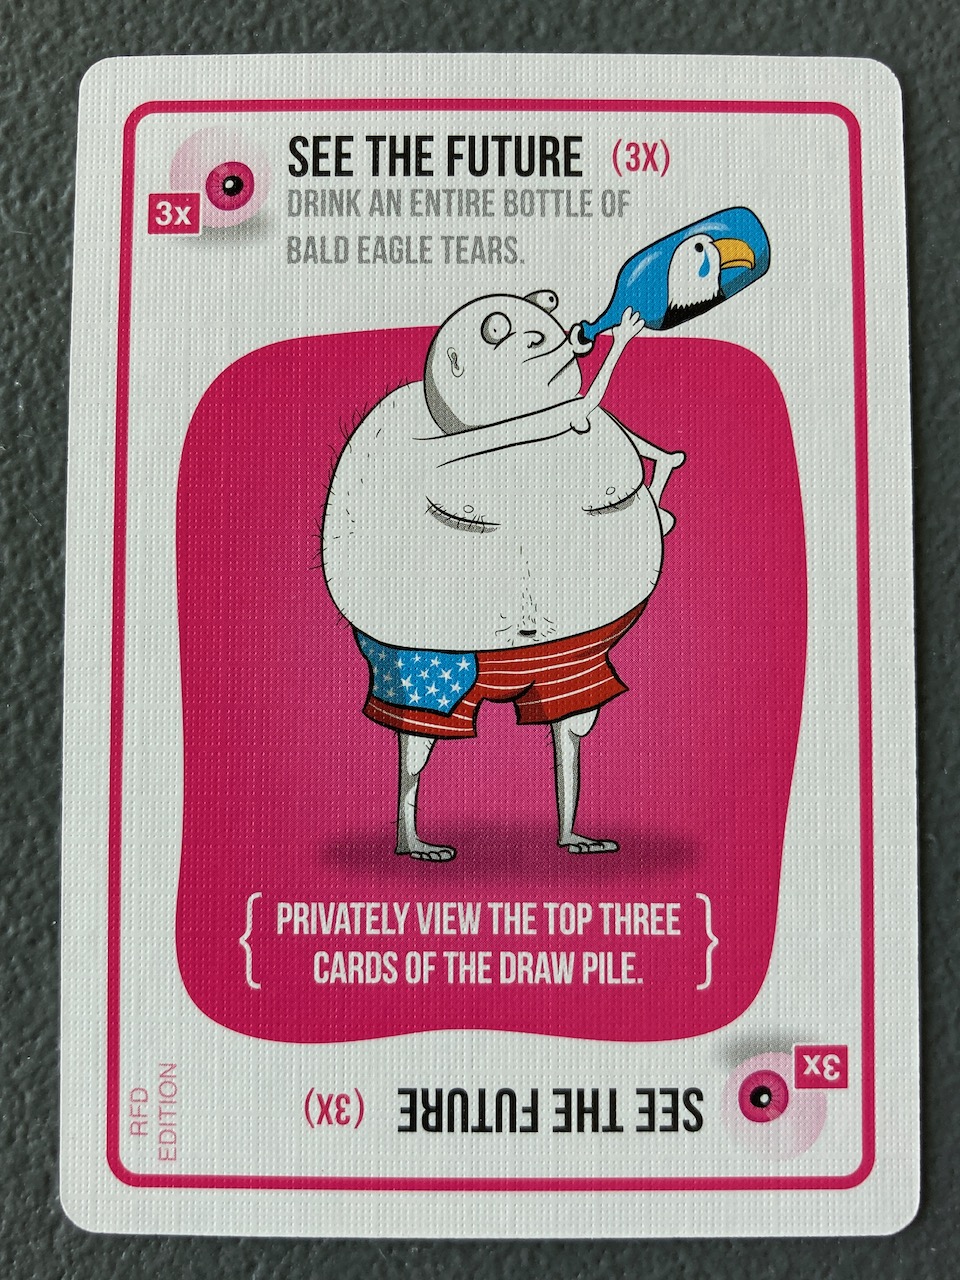 SEE THE FUTURE (3X)
3x
DRINK AN ENTIRE BOTTLE OF
BALD EAGLE TEARS.
PRIVATELY VIEW THE TOP THREE
CARDS OF THE DRAW PILE.
3x
SEE THE FUTURE (3X)
RFD
EDITION